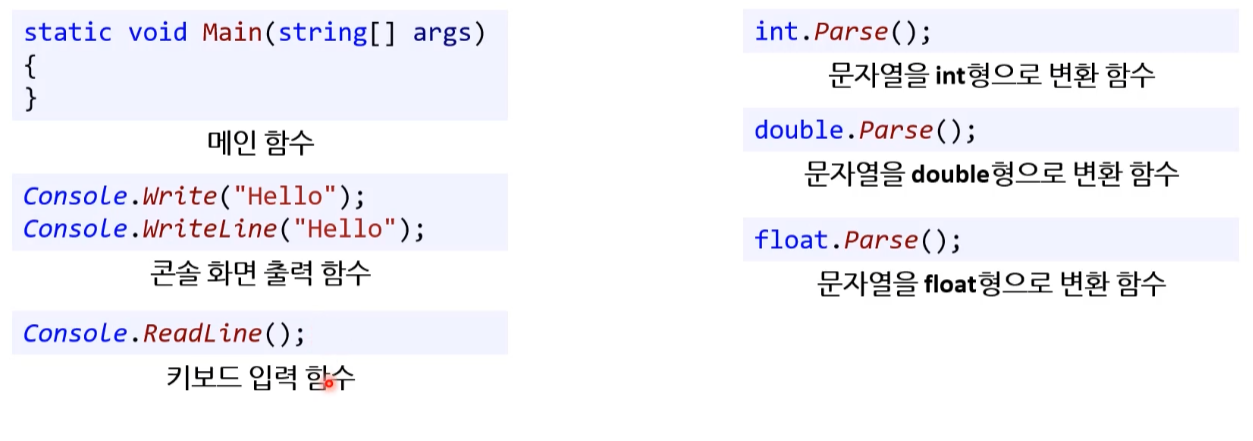 static void Main(string[] args)
{
}
메인 함수
Console.Write("Hello");
Console.WriteLine("Hello");
콘솔 화면 출력 함수
Console.ReadLine();
키보드 입력 함수
int.Parse();
문자열을 int형으로 변환 함수
double.Parse();
문자열을 double형으로 변환 함수
float.Parse();
문자열을 float형으로 변환 함수